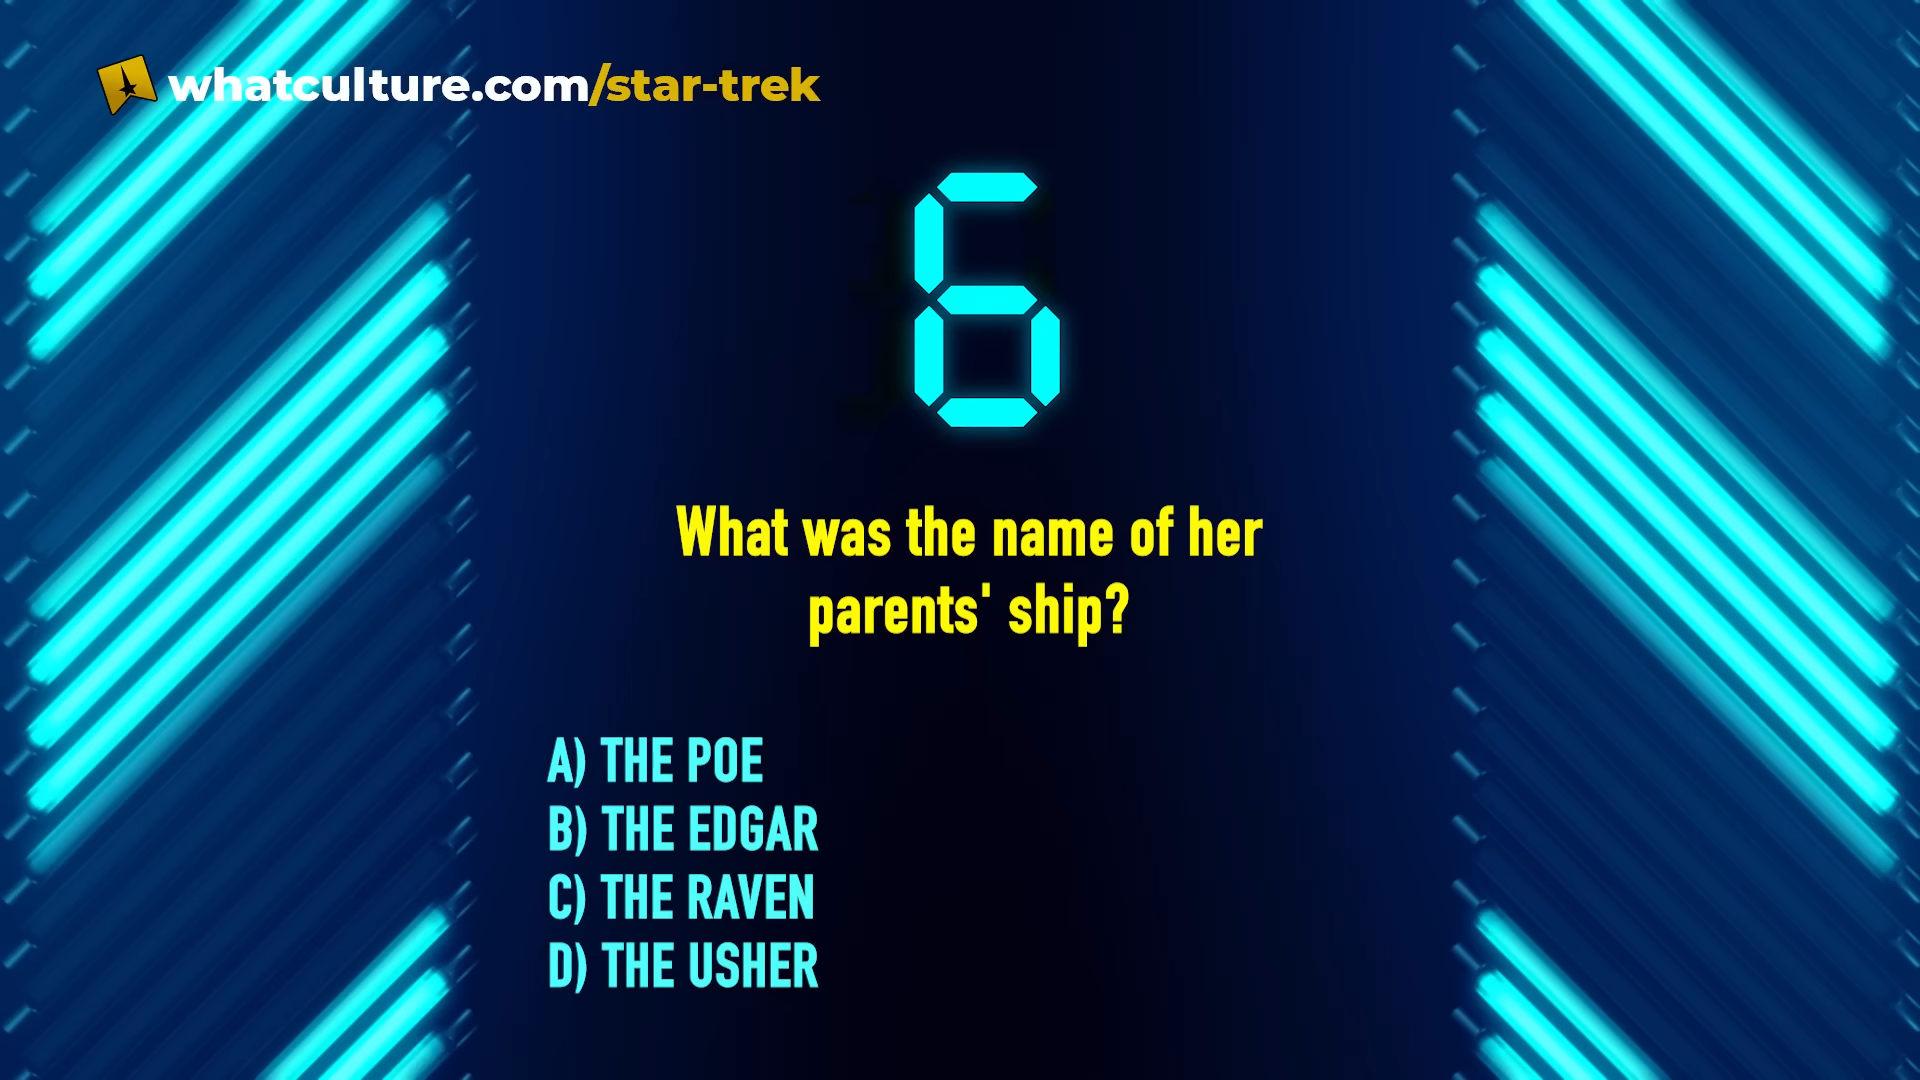 whatculture.com/star-trek
6
What was the name of her
parents' ship?
A) THE POE
B) THE EDGAR
C) THE RAVEN
D) THE USHER